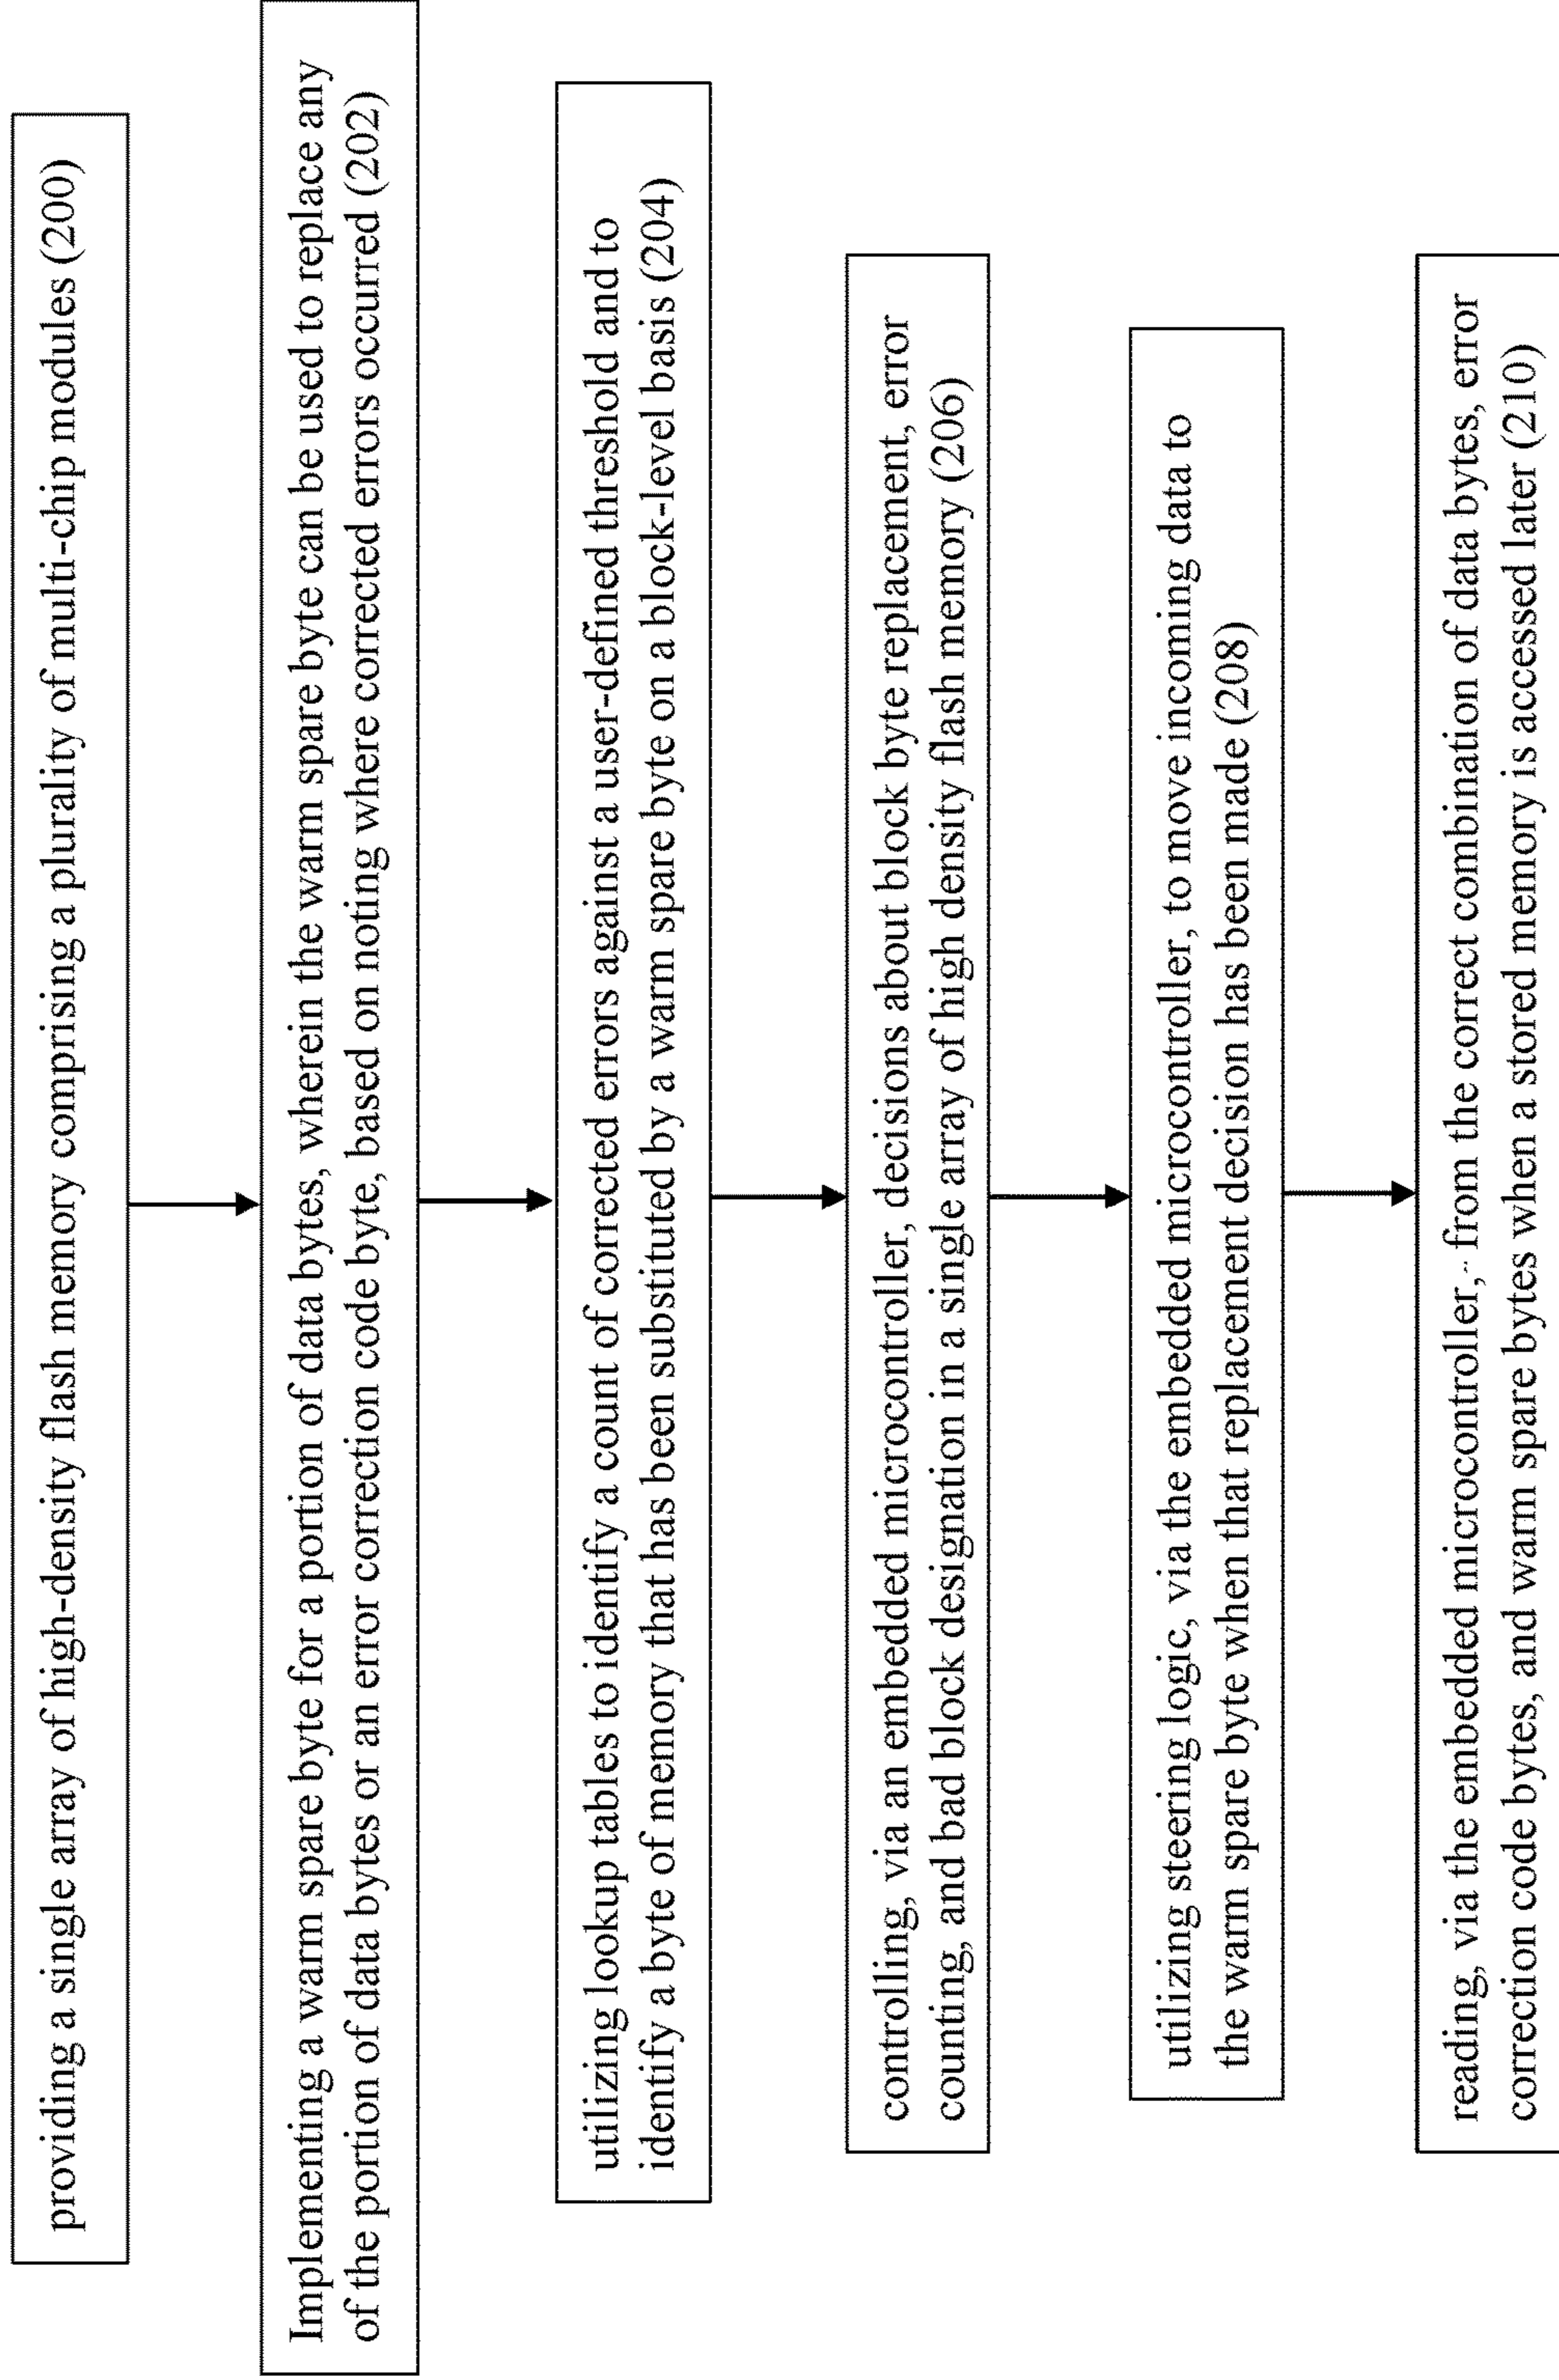 providing a single array of high-density flash memory comprising a plurality of multi-chip modules (200)
Implementing a warm spare byte for a portion of data bytes, wherein the warm spare byte can be used to replace any
of the portion of data bytes or an error correction code byte, based on noting where corrected errors occurred (202)
utilizing lookup tables to identify a count of corrected errors against a user-defined threshold and to
identify a byte of memory that has been substituted by a warm spare byte on a block-level basis (204)
controlling, via an embedded microcontroller, decisions about block byte replacement, error
counting, and bad block designation in a single array of high density flash memory (206)
utilizing steering logic, via the embedded microcontroller, to move incoming data to
the warm spare byte when that replacement decision has been made (208)
reading, via the embedded microcontroller, from the correct combination of data bytes, error
correction code bytes, and warm spare bytes when a stored memory is accessed later (210)